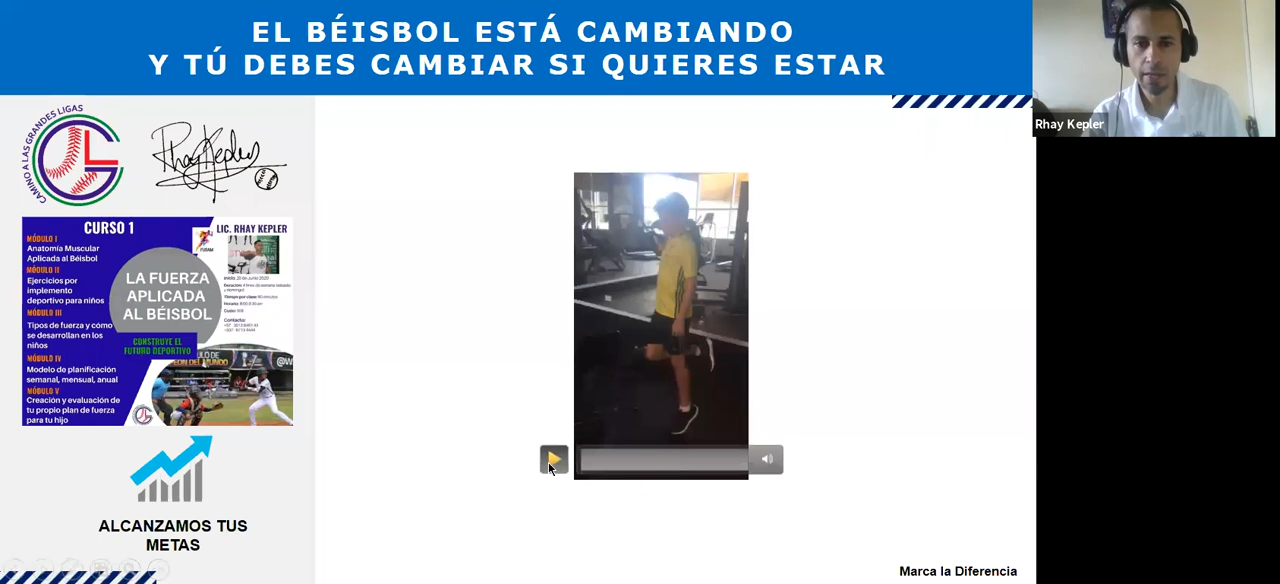 EL BÉISBOL ESTÁ CAMBIANDO
Y TÚ DEBES CAMBIAR SI QUIERES ESTAR
Rhay Kepler
CAMINO A LAS GRANDES LIGAS
Rhay Kepler
CURSO 1
LIC. RHAY KEPLER
MÓDULO I
Anatomía Muscular
Aplicada al Béisbol
MÓDULO II
Ejercicios por
implemento
deportivo para niños
MÓDULO III
Tipos de fuerza y cómo
se desarrollan en los
niños
MÓDULO IV
Modelo de planificación
semanal, mensual, anual
MÓDULO V
Creación y evaluación de
tu propio plan de fuerza
para tu hijo
LA FUERZA
APLICADA
AL BÉISBOL
CONSTRUYE EL
FUTURO DEPORTIVO
Contacto:
ALCANZAMOS TUS
METAS
Marca la Diferencia